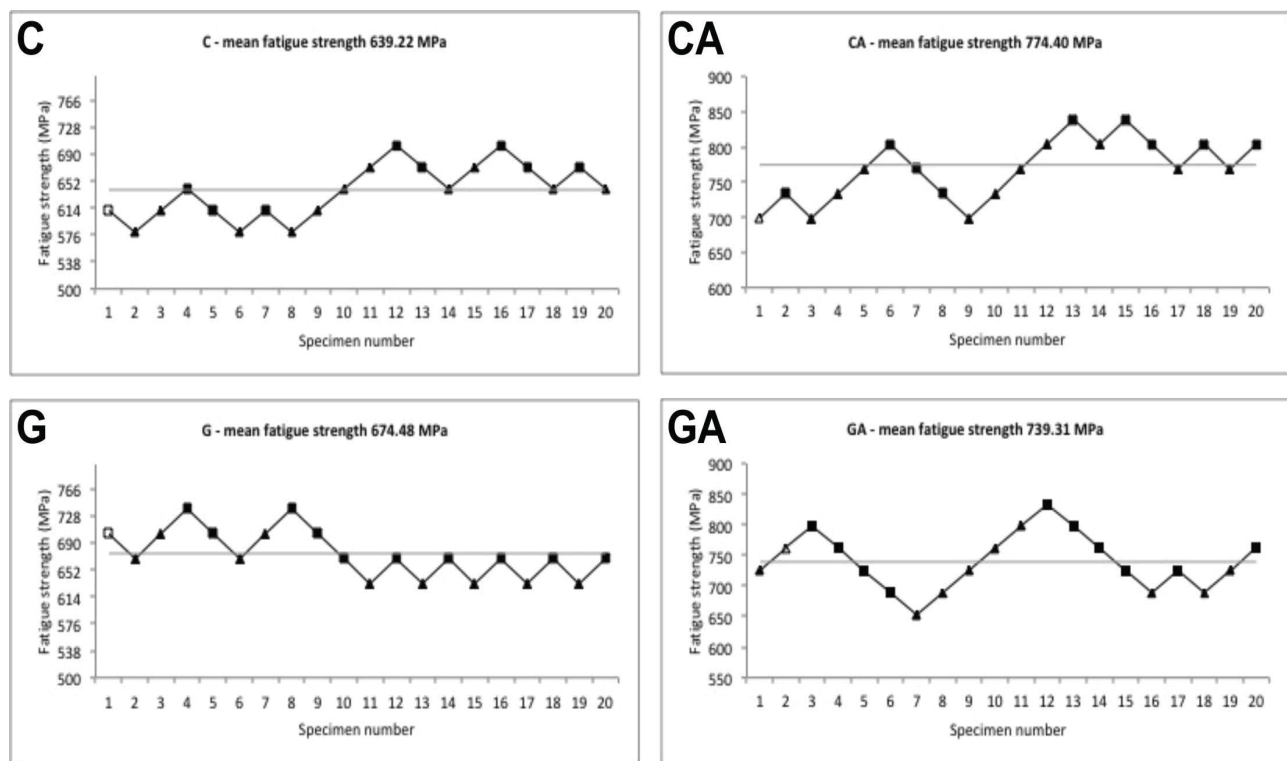 C
C - mean fatigue strength 639.22 MPa
Fatigue strength (MPa)
766
728
690
652
614
576
538
500
1 2 3 4 5 6 7 8 9 10 11 12 13 14 15 16 17 18 19 20
Specimen number
CA
CA - mean fatigue strength 774.40 MPa
Fatigue strength (MPa)
900
850
800
750
700
650
600
1 2 3 4 5 6 7 8 9 10 11 12 13 14 15 16 17 18 19 20
Specimen number
G
G - mean fatigue strength 674.48 MPa
Fatigue strength (MPa)
766
728
690
652
614
576
538
500
1 2 3 4 5 6 7 8 9 10 11 12 13 14 15 16 17 18 19 20
Specimen number
GA
GA - mean fatigue strength 739.31 MPa
Fatigue strength (MPa)
900
850
800
750
700
650
600
550
1 2 3 4 5 6 7 8 9 10 11 12 13 14 15 16 17 18 19 20
Specimen number